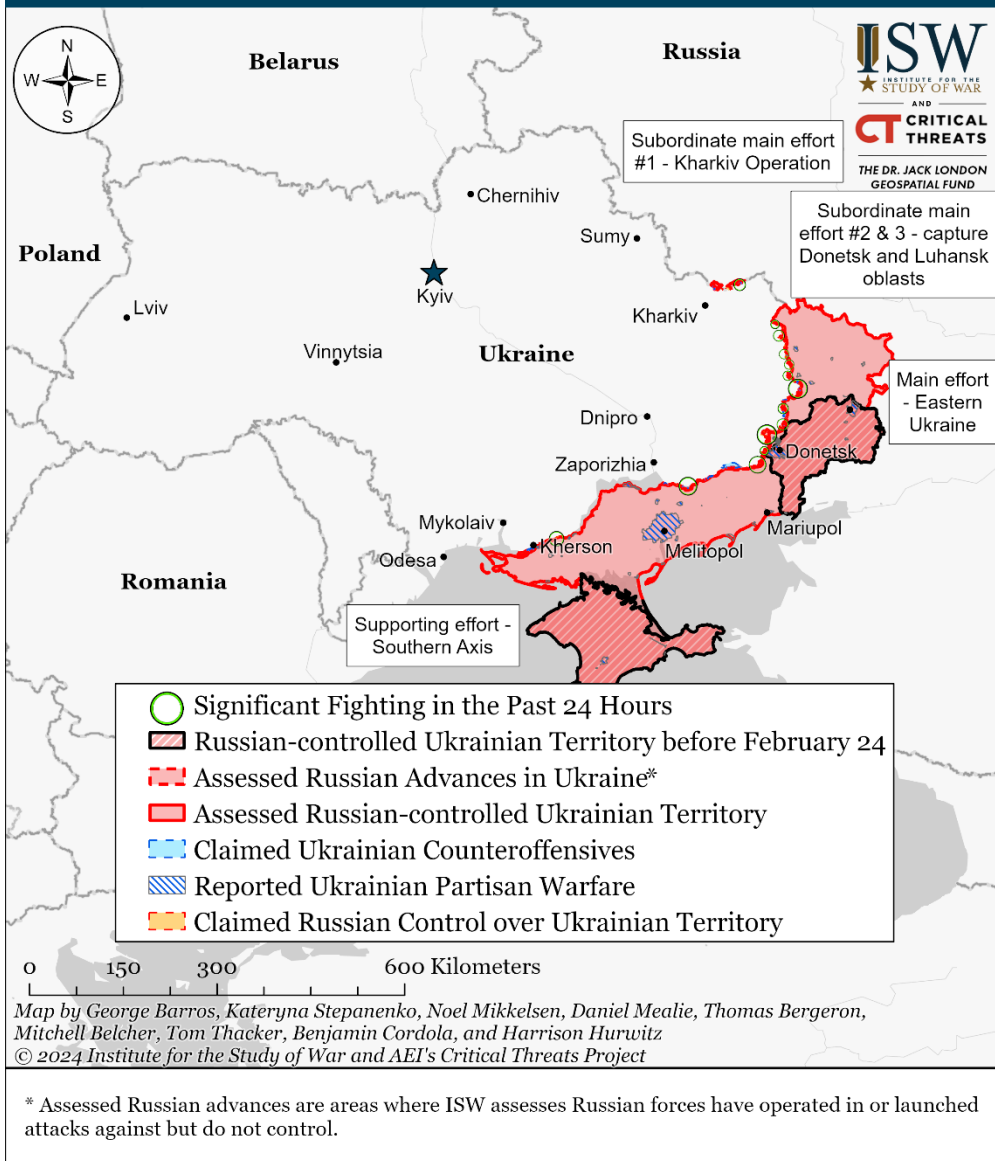 N
W
E
S
Belarus
Russia
ISW
INSTITUTE FOR THE
STUDY OF WAR
AND
CT CRITICAL
THREATS
THE DR. JACK LONDON
GEOSPATIAL FUND
Subordinate main effort
#1 - Kharkiv Operation
Subordinate main
effort #2 & 3 - capture
Donetsk and Luhansk
oblasts
Chernihiv
Sumy
Poland
Kyiv
Lviv
Kharkiv
Vinnytsia
Ukraine
Main effort
- Eastern
Ukraine
Dnipro
Donetsk
Zaporizhia
Mykolaiv
Mariupol
Kherson
Melitopol
Odesa
Romania
Supporting effort -
Southern Axis
Significant Fighting in the Past 24 Hours
Russian-controlled Ukrainian Territory before February 24
Assessed Russian Advances in Ukraine*
Assessed Russian-controlled Ukrainian Territory
Claimed Ukrainian Counteroffensives
Reported Ukrainian Partisan Warfare
Claimed Russian Control over Ukrainian Territory
0 150 300 600 Kilometers
Map by George Barros, Kateryna Stepanenko, Noel Mikkelsen, Daniel Mealie, Thomas Bergeron,
Mitchell Belcher, Tom Thacker, Benjamin Cordola, and Harrison Hurwitz
© 2024 Institute for the Study of War and AEI's Critical Threats Project
* Assessed Russian advances are areas where ISW assesses Russian forces have operated in or launched
attacks against but do not control.